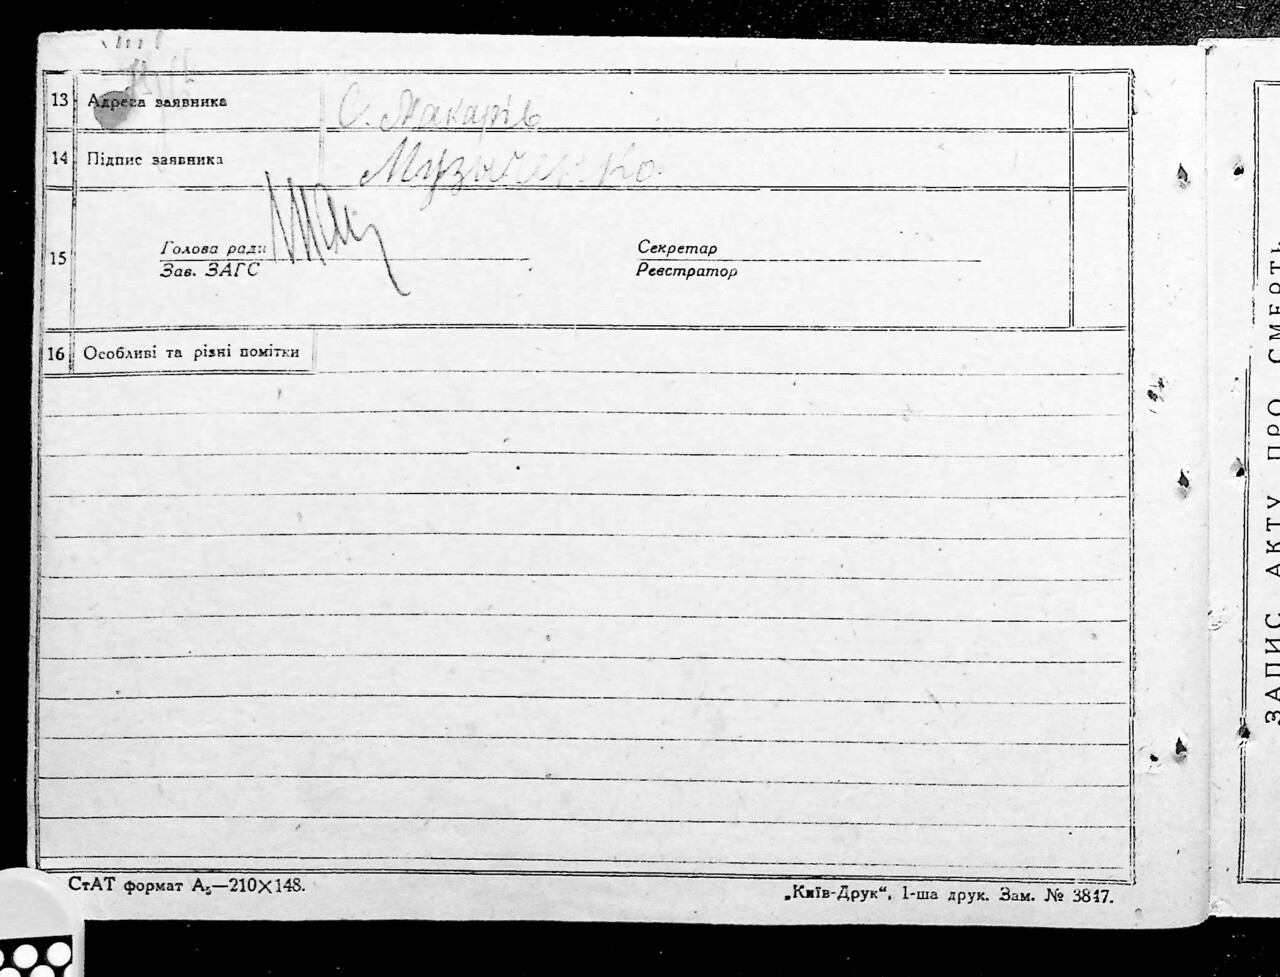 13 Адреса заявника С. Макарів
14 Підпис заявника Музыченко
15 Голова ради Секретар
Зав. ЗАГС Реєстратор
16 Особливі та різні помітки
СтАТ формат А5—210×148.
„Київ-Друк“, 1-ша друк. Зам. № 3847.
ЗАПИС АКТУ ПРО СМЕРТЬ